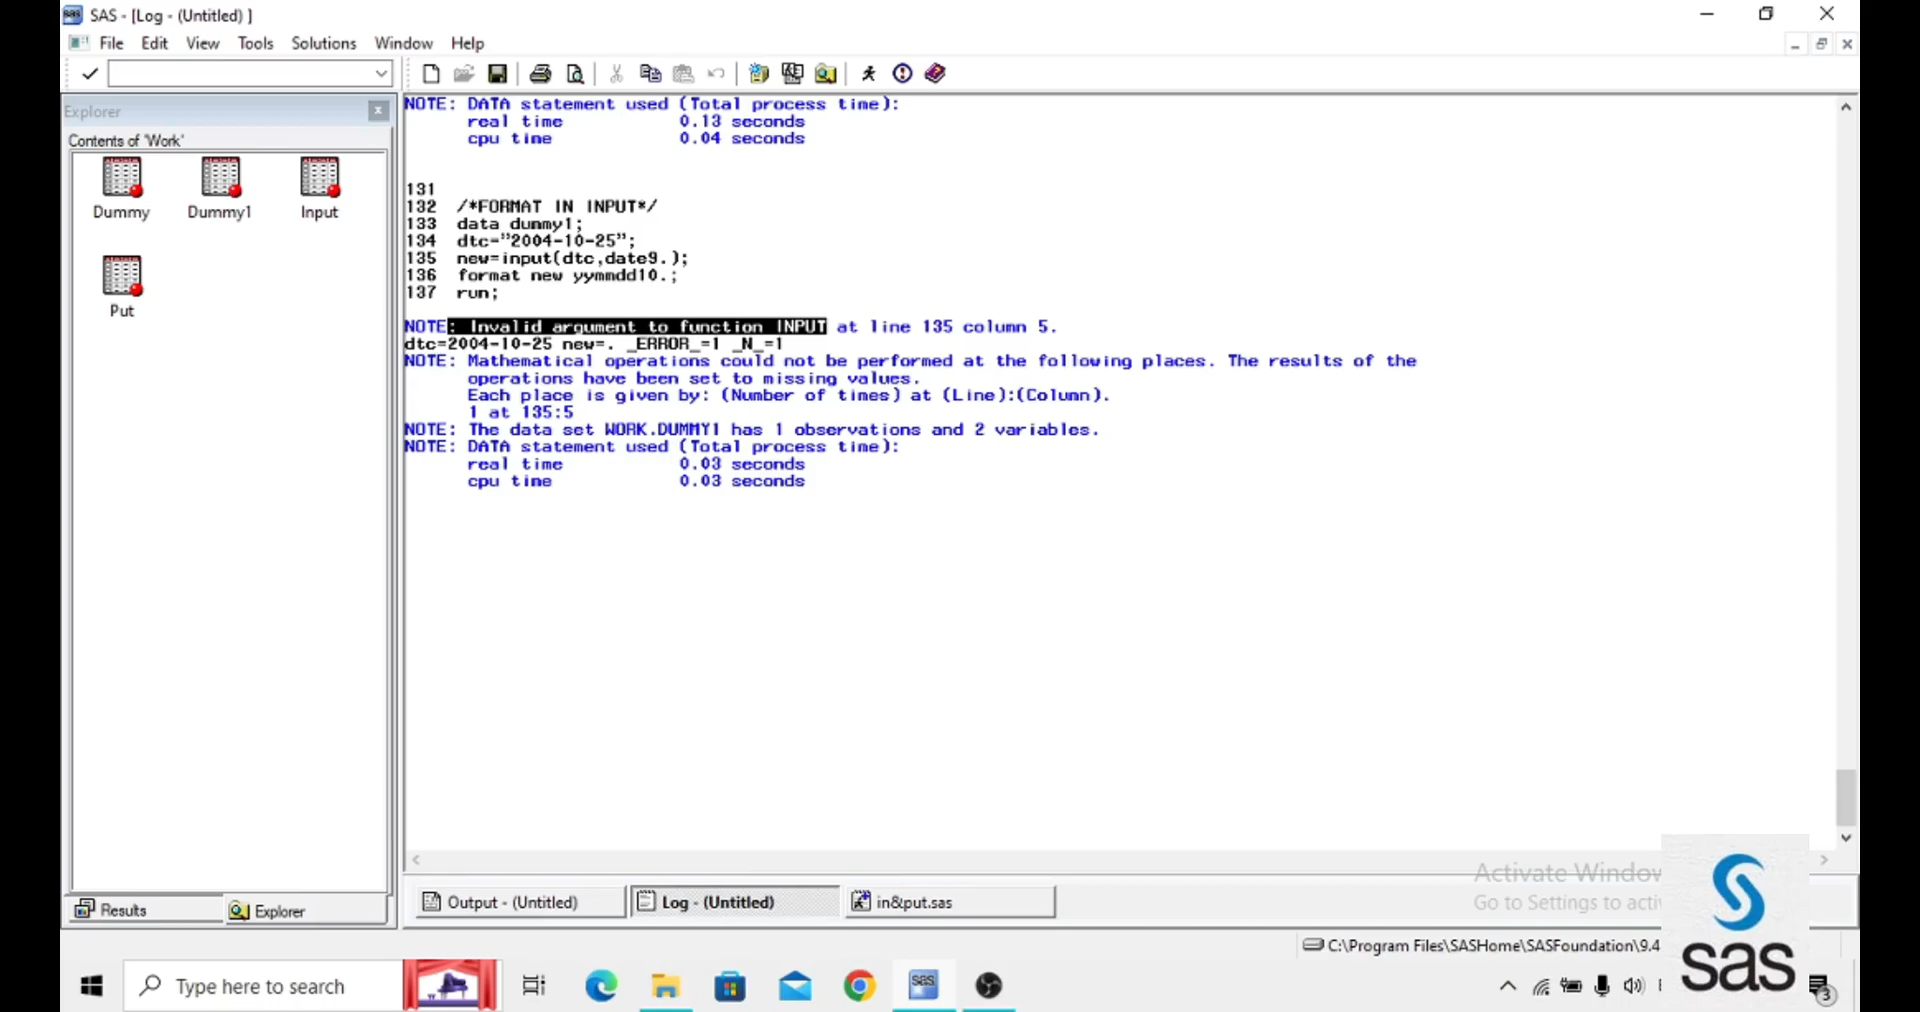 SAS - [Log - (Untitled) ]
File Edit View Tools Solutions Window Help
Explorer
Contents of 'Work'
Dummy Dummy1 Input
Put
NOTE: DATA statement used (Total process time):
real time 0.13 seconds
cpu time 0.04 seconds
131
132 /*FORMAT IN INPUT*/
133 data dummy1;
134 dtc="2004-10-25";
135 new=input(dtc,date9.);
136 format new yymmdd10.;
137 run;
NOTE: Invalid argument to function INPUT at line 135 column 5.
dtc=2004-10-25 new=. _ERROR_=1 _N_=1
NOTE: Mathematical operations could not be performed at the following places. The results of the
operations have been set to missing values.
Each place is given by: (Number of times) at (Line):(Column).
1 at 135:5
NOTE: The data set WORK.DUMMY1 has 1 observations and 2 variables.
NOTE: DATA statement used (Total process time):
real time 0.03 seconds
cpu time 0.03 seconds
Activate Window
Go to Settings to acti
Results Explorer
Output - (Untitled) Log - (Untitled) in&put.sas
C:\Program Files\SASHome\SASFoundation\9.4
sas
Type here to search
sas
3